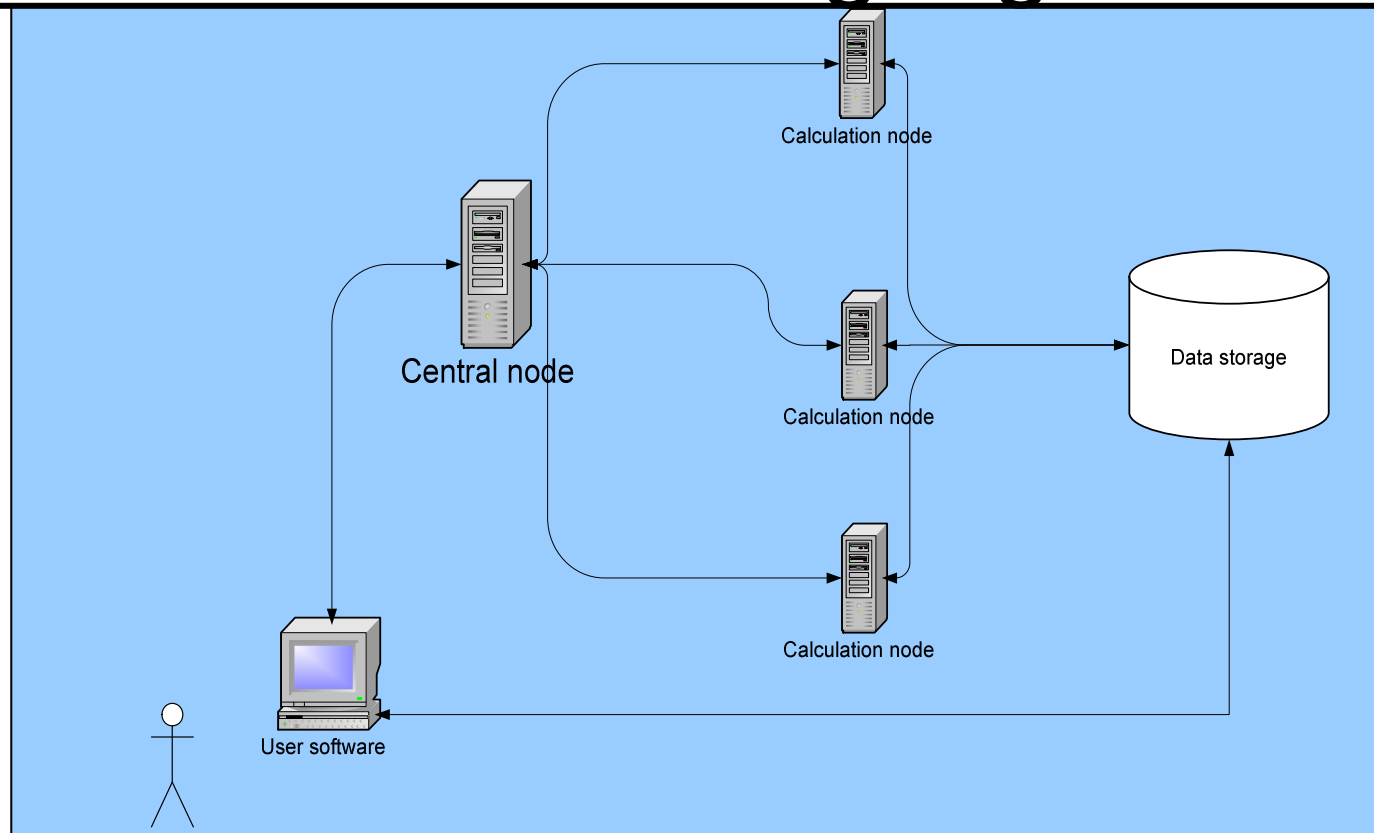 Calculation node
Central node
Data storage
Calculation node
Calculation node
User software